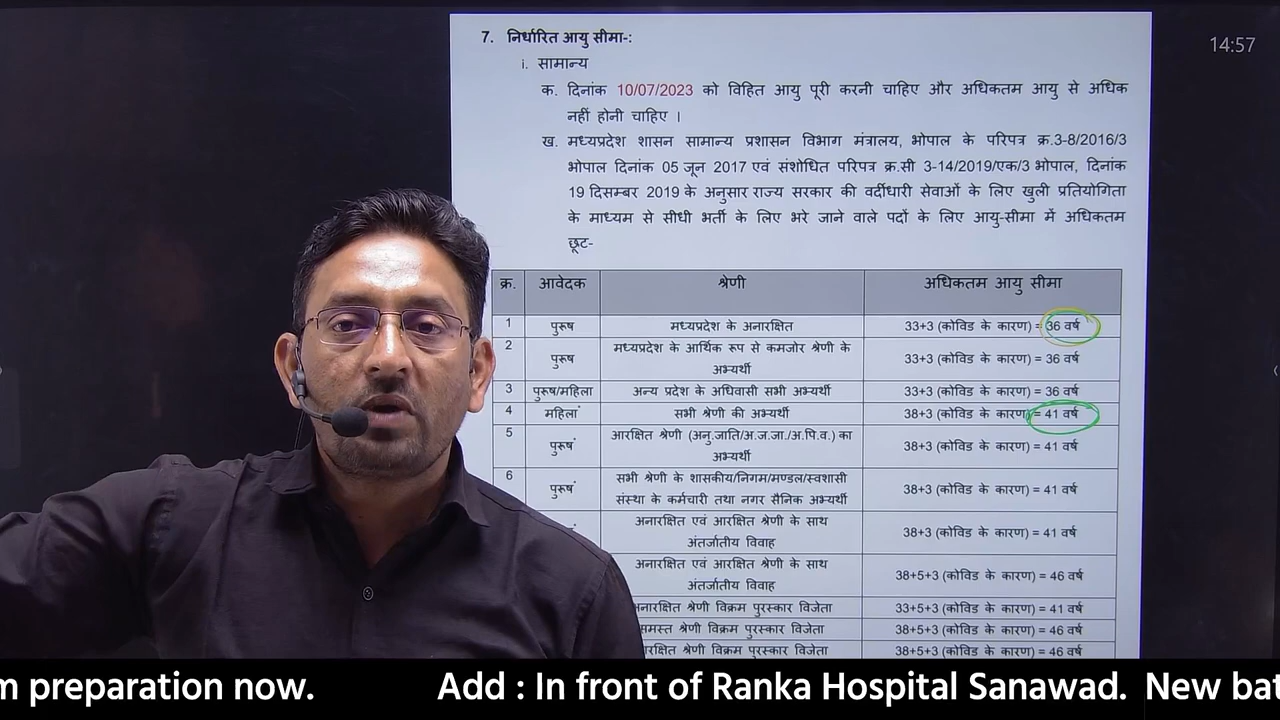 14:57
7. निर्धारित आयु सीमा-:
i. सामान्य
क. दिनांक 10/07/2023 को विहित आयु पूरी करनी चाहिए और अधिकतम आयु से अधिक
नहीं होनी चाहिए ।
ख. मध्यप्रदेश शासन सामान्य प्रशासन विभाग मंत्रालय, भोपाल के परिपत्र क्र.3-8/2016/3
भोपाल दिनांक 05 जून 2017 एवं संशोधित परिपत्र क्र.सी 3-14/2019/एक/3 भोपाल, दिनांक
19 दिसम्बर 2019 के अनुसार राज्य सरकार की वर्दीधारी सेवाओं के लिए खुली प्रतियोगिता
के माध्यम से सीधी भर्ती के लिए भरे जाने वाले पदों के लिए आयु-सीमा में अधिकतम
छूट-
क्र. आवेदक श्रेणी अधिकतम आयु सीमा
1 पुरूष मध्यप्रदेश के अनारक्षित 33+3 (कोविड के कारण) = 36 वर्ष
2 पुरूष मध्यप्रदेश के आर्थिक रूप से कमजोर श्रेणी के
अभ्यर्थी 33+3 (कोविड के कारण) = 36 वर्ष
3 पुरूष/महिला अन्य प्रदेश के अधिवासी सभी अभ्यर्थी 33+3 (कोविड के कारण) = 36 वर्ष
4 महिला* सभी श्रेणी की अभ्यर्थी 38+3 (कोविड के कारण) = 41 वर्ष
5 पुरूष* आरक्षित श्रेणी (अनु.जाति/अ.ज.जा./अ.पि.व.) का
अभ्यर्थी 38+3 (कोविड के कारण) = 41 वर्ष
6 पुरूष* सभी श्रेणी के शासकीय/निगम/मण्डल/स्वशासी
संस्था के कर्मचारी तथा नगर सैनिक अभ्यर्थी 38+3 (कोविड के कारण) = 41 वर्ष
अनारक्षित एवं आरक्षित श्रेणी के साथ
अंतर्जातीय विवाह 38+3 (कोविड के कारण) = 41 वर्ष
अनारक्षित एवं आरक्षित श्रेणी के साथ
अंतर्जातीय विवाह 38+5+3 (कोविड के कारण) = 46 वर्ष
श्रेणी विक्रम पुरस्कार विजेता 33+5+3 (कोविड के कारण) = 41 वर्ष
समस्त श्रेणी विक्रम पुरस्कार विजेता 38+5+3 (कोविड के कारण) = 46 वर्ष
श्रेणी विक्रम पुरस्कार विजेता 38+5+3 (कोविड के कारण) = 46 वर्ष
m preparation now. Add : In front of Ranka Hospital Sanawad. New bat